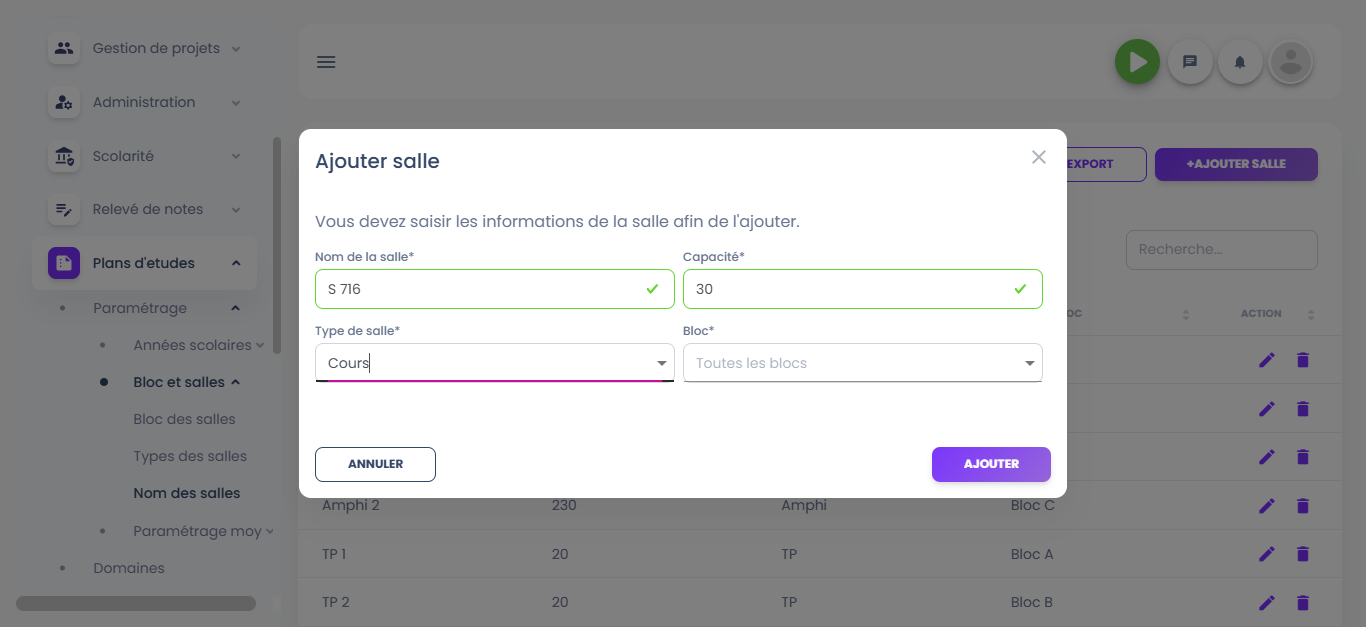 Gestion de projets
Administration
Scolarité
Relevé de notes
Plans d'etudes
Paramétrage
Années scolaires
Bloc et salles
Bloc des salles
Types des salles
Nom des salles
Paramétrage moy
Domaines
EXPORT
+AJOUTER SALLE
Recherche...
OC
ACTION
Ajouter salle
Vous devez saisir les informations de la salle afin de l'ajouter.
Nom de la salle* Capacité*
S 716 30
Type de salle* Bloc*
Cours Toutes les blocs
ANNULER AJOUTER
Amphi 2 230 Amphi Bloc C
TP 1 20 TP Bloc A
TP 2 20 TP Bloc B